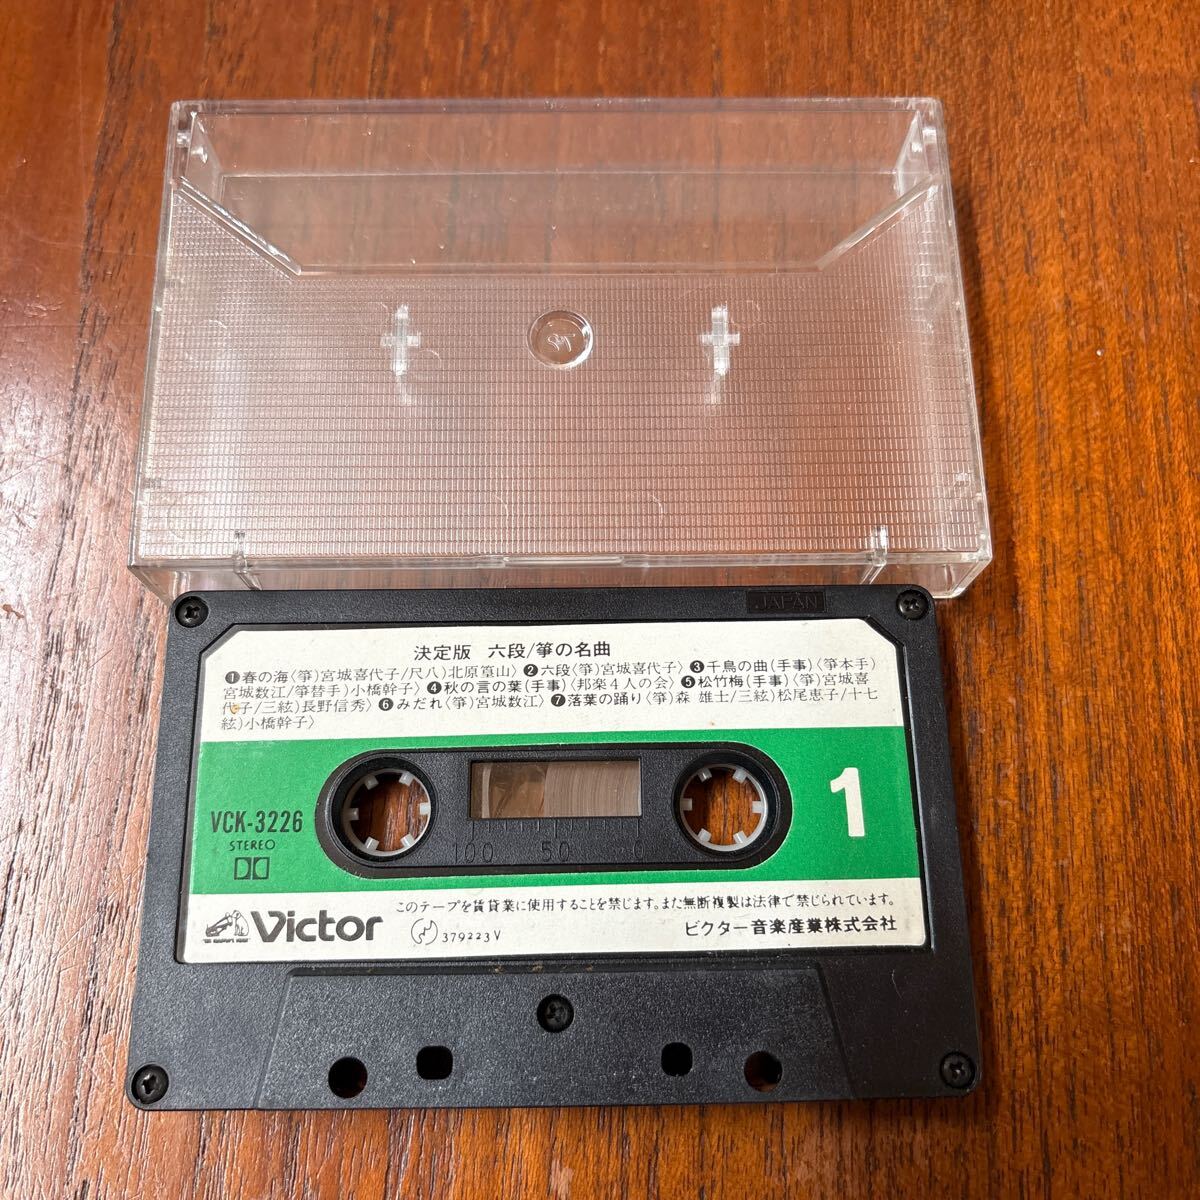 JAPAN
決定版 六段/箏の名曲
❶春の海〈箏)宮城喜代子/尺八)北原篁山〉❷六段〈箏)宮城喜代子〉❸千鳥の曲(手事)〈箏本手)
宮城数江/箏替手)小橋幹子〉❹秋の言の葉(手事)〈邦楽4人の会〉❺松竹梅(手事)〈箏)宮城喜
代子/三絃)長野信秀〉❻みだれ〈箏)宮城数江〉❼落葉の踊り〈箏)森 雄士/三絃)松尾恵子/十七
絃)小橋幹子〉
VCK-3226
STEREO
1
100 50 0
Victor
このテープを賃貸業に使用することを禁じます。また無断複製は法律で禁じられています。
379223V
ビクター音楽産業株式会社